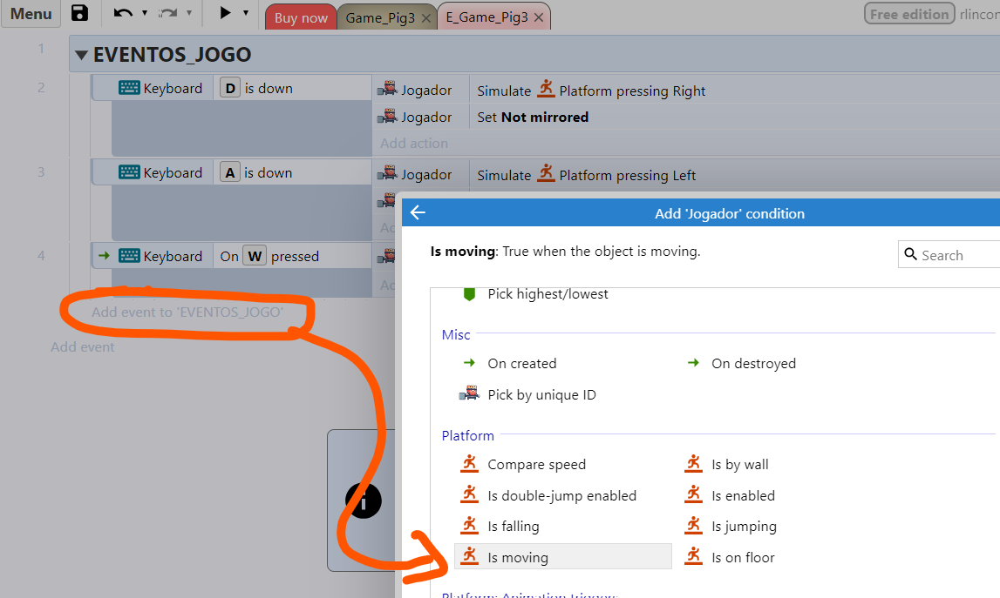 Menu
Buy now
Game_Pig3
E_Game_Pig3
Free edition
rlincon
1
EVENTOS_JOGO
2
Keyboard D is down
Jogador Simulate Platform pressing Right
Jogador Set Not mirrored
Add action
3
Keyboard A is down
Jogador Simulate Platform pressing Left
4
Keyboard On W pressed
Add event to 'EVENTOS_JOGO'
Add event
Add 'Jogador' condition
Is moving: True when the object is moving.
Search
Pick highest/lowest
Misc
On created On destroyed
Pick by unique ID
Platform
Compare speed Is by wall
Is double-jump enabled Is enabled
Is falling Is jumping
Is moving Is on floor
Platform: Animation triggers